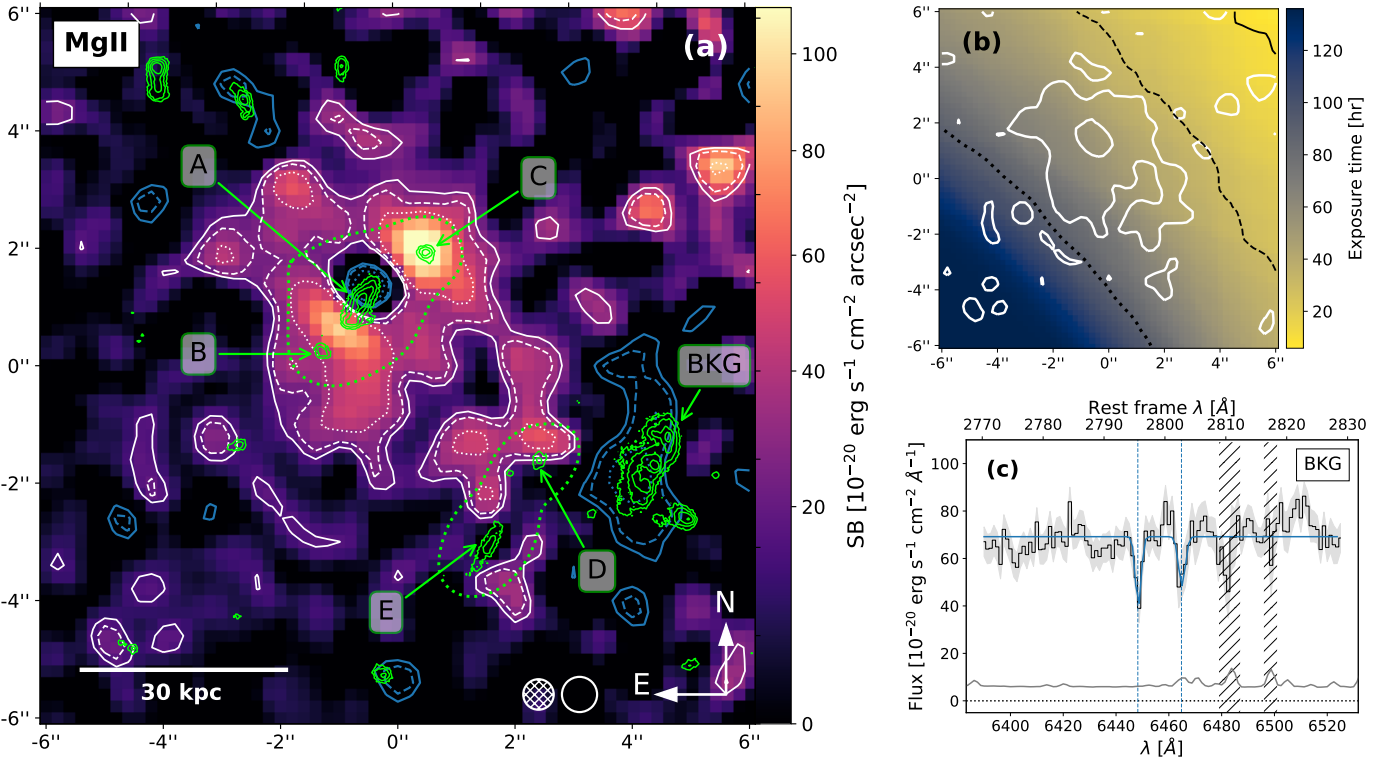 MgII
(a)
A
C
B
BKG
D
E
N
E
30 kpc
6''
4''
2''
0''
-2''
-4''
-6''
-6''
-4''
-2''
0''
2''
4''
6''
100
80
60
40
20
0
SB [10⁻²⁰ erg s⁻¹ cm⁻² arcsec⁻²]
(b)
6''
4''
2''
0''
-2''
-4''
-6''
-6''
-4''
-2''
0''
2''
4''
6''
120
100
80
60
40
20
Exposure time [hr]
Rest frame λ [Å]
2770 2780 2790 2800 2810 2820 2830
(c)
BKG
100
80
60
40
20
0
Flux [10⁻²⁰ erg s⁻¹ cm⁻² Å⁻¹]
6400 6420 6440 6460 6480 6500 6520
λ [Å]